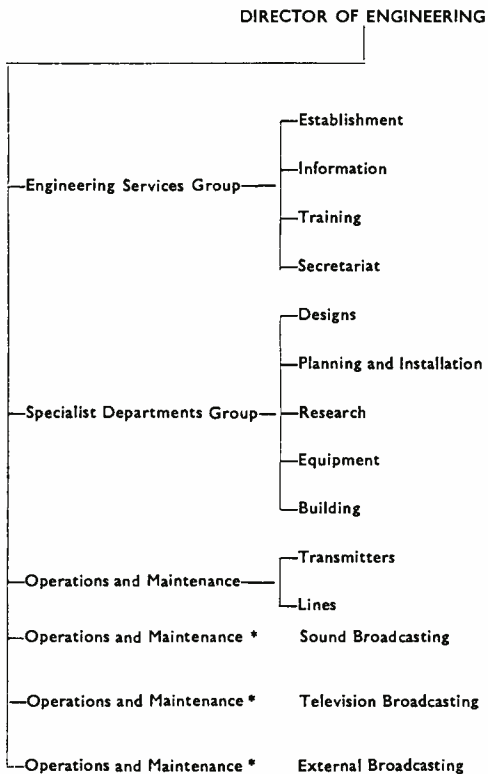 DIRECTOR OF ENGINEERING
Establishment
Information
Engineering Services Group
Training
Secretariat
Designs
Planning and Installation
Specialist Departments Group
Research
Equipment
Building
Transmitters
Operations and Maintenance
Lines
Operations and Maintenance * Sound Broadcasting
Operations and Maintenance * Television Broadcasting
Operations and Maintenance * External Broadcasting